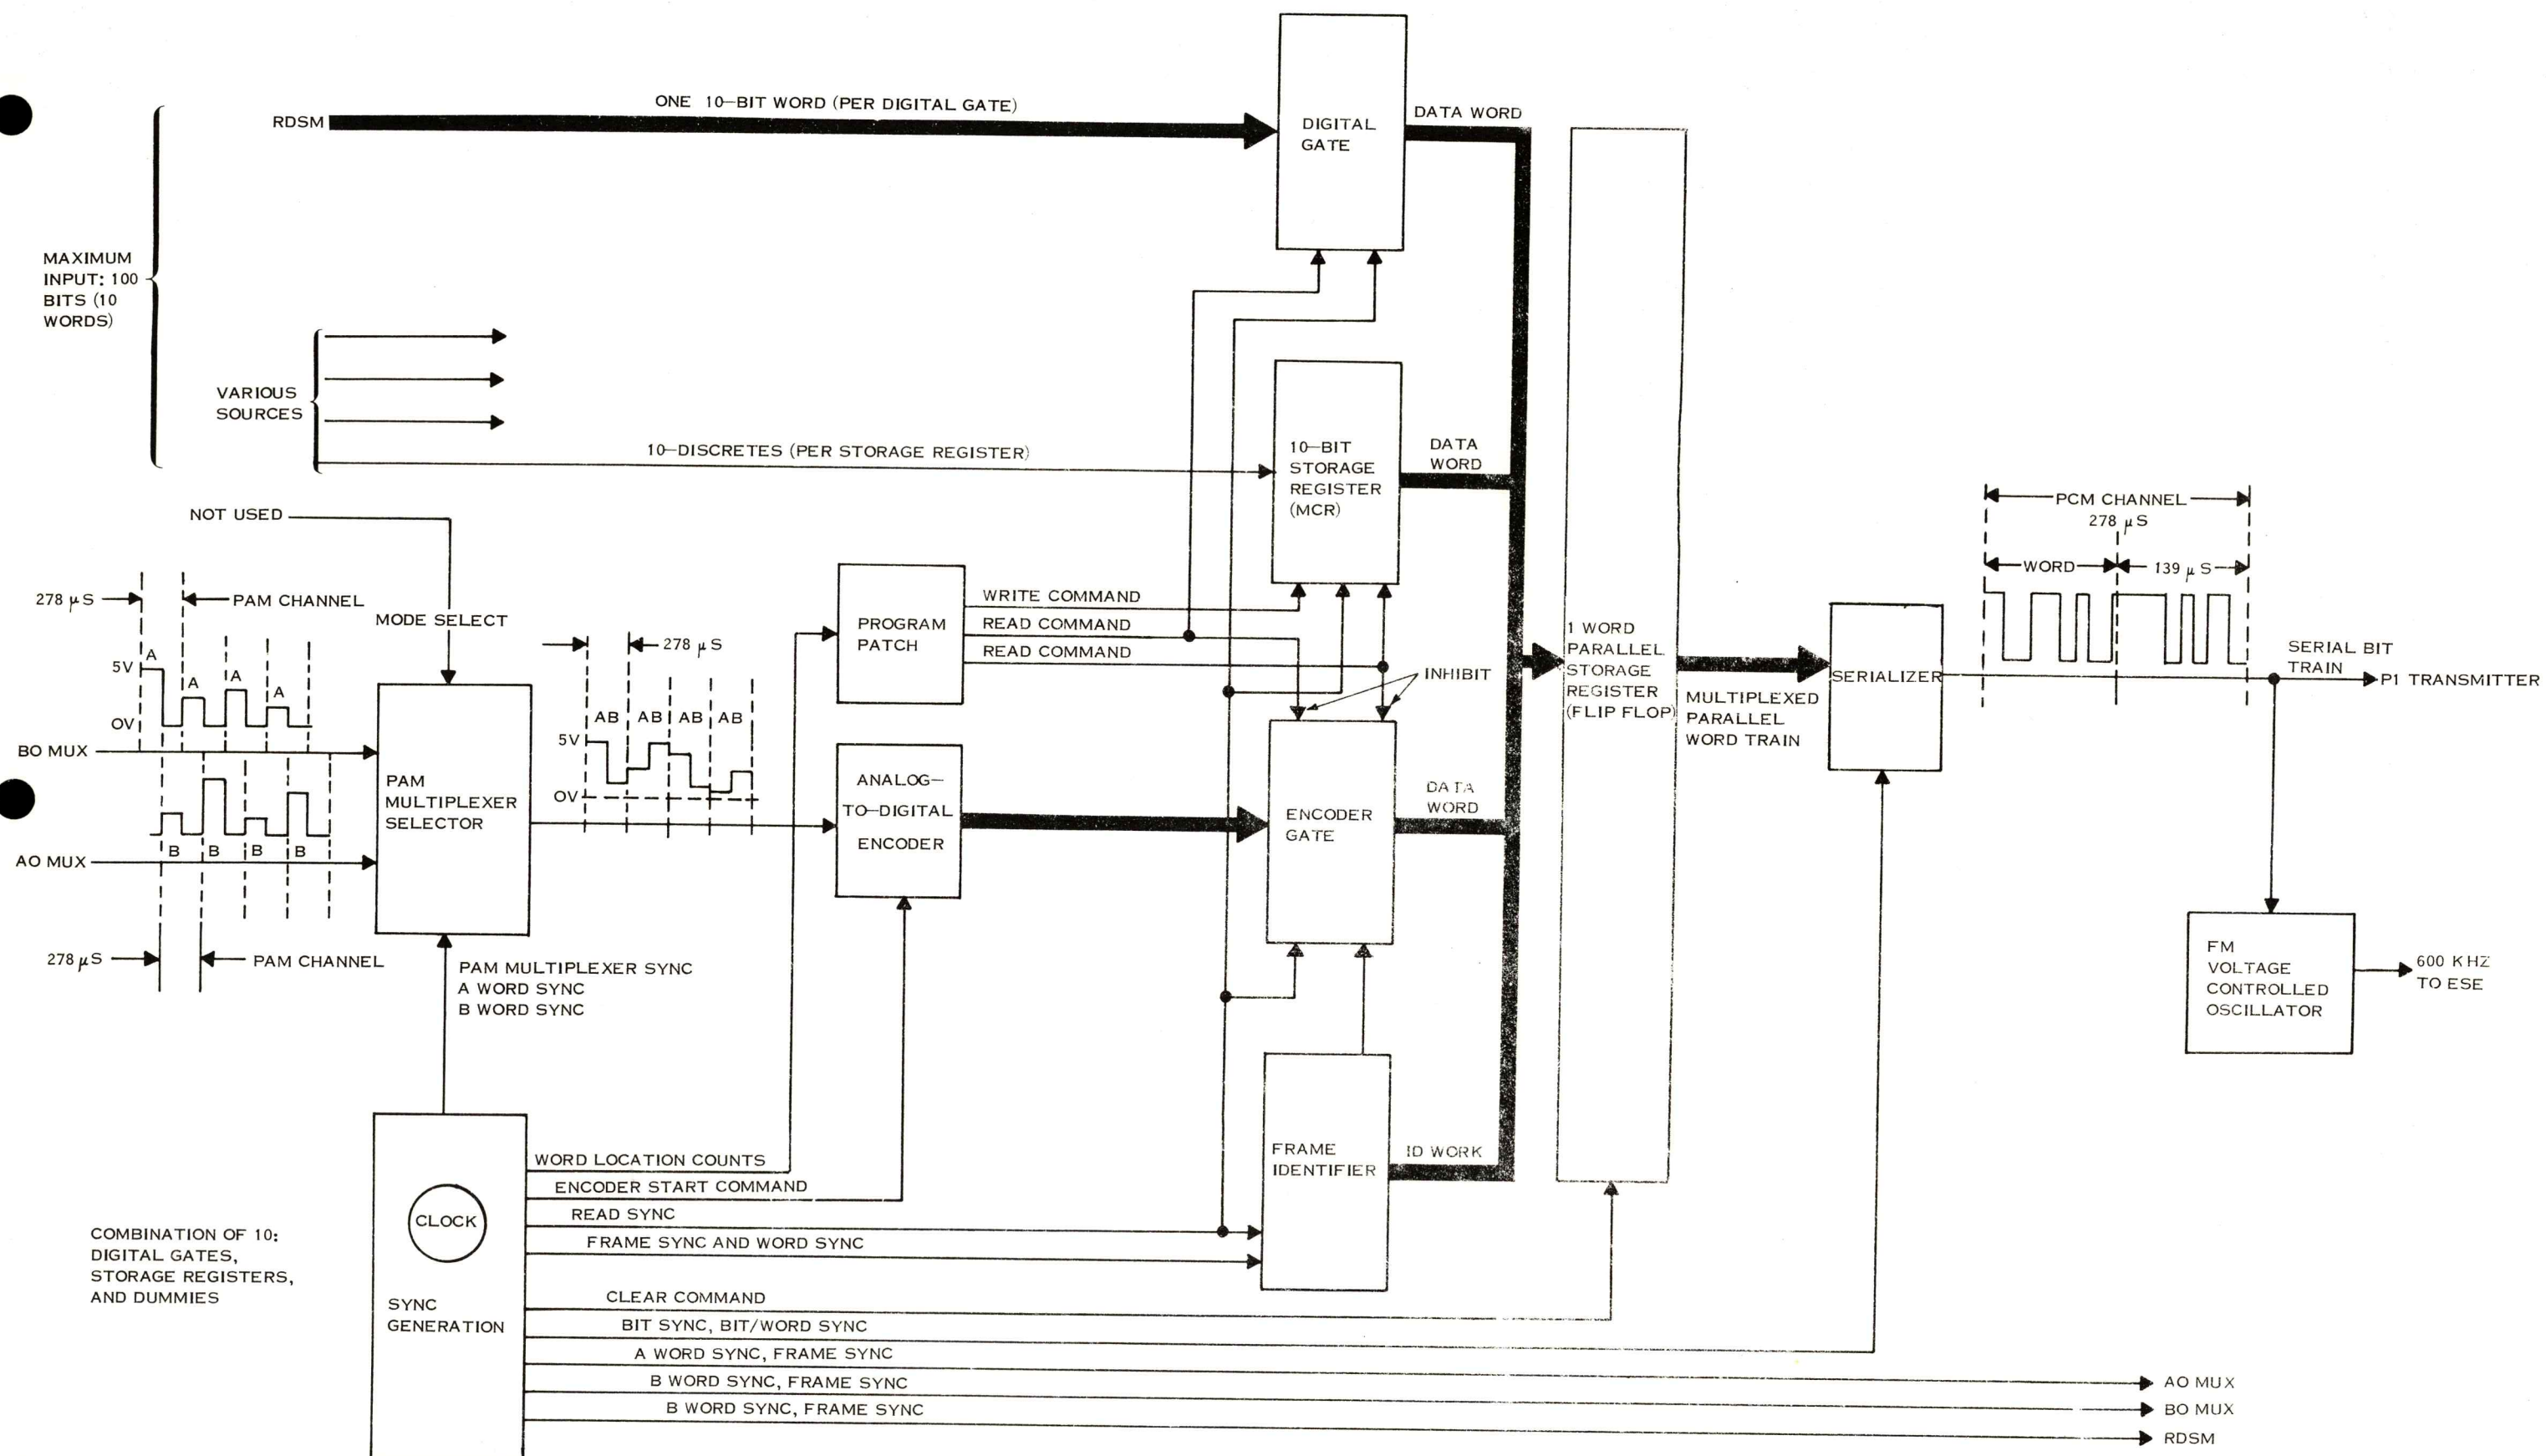 ONE 10-BIT WORD (PER DIGITAL GATE)
RDSM
DIGITAL
GATE
DATA WORD
MAXIMUM
INPUT: 100
BITS (10
WORDS)
VARIOUS
SOURCES
10-DISCRETES (PER STORAGE REGISTER)
10-BIT
STORAGE
REGISTER
(MCR)
DATA
WORD
NOT USED
MODE SELECT
278 μS
PAM CHANNEL
5V
A
A
A
A
OV
BO MUX
B
B
B
B
AO MUX
278 μS
PAM CHANNEL
PAM
MULTIPLEXER
SELECTOR
278 μS
AB
AB
AB
AB
5V
OV
PROGRAM
PATCH
WRITE COMMAND
READ COMMAND
READ COMMAND
INHIBIT
ANALOG-
TO-DIGITAL
ENCODER
ENCODER
GATE
DATA
WORD
1 WORD
PARALLEL
STORAGE
REGISTER
(FLIP FLOP)
MULTIPLEXED
PARALLEL
WORD TRAIN
SERIALIZER
PCM CHANNEL
278 μS
WORD
139 μS
SERIAL BIT
TRAIN
P1 TRANSMITTER
FM
VOLTAGE
CONTROLLED
OSCILLATOR
600 KHZ
TO ESE
PAM MULTIPLEXER SYNC
A WORD SYNC
B WORD SYNC
FRAME
IDENTIFIER
ID WORK
CLOCK
SYNC
GENERATION
WORD LOCATION COUNTS
ENCODER START COMMAND
READ SYNC
FRAME SYNC AND WORD SYNC
CLEAR COMMAND
BIT SYNC, BIT/WORD SYNC
A WORD SYNC, FRAME SYNC
B WORD SYNC, FRAME SYNC
B WORD SYNC, FRAME SYNC
AO MUX
BO MUX
RDSM
COMBINATION OF 10:
DIGITAL GATES,
STORAGE REGISTERS,
AND DUMMIES